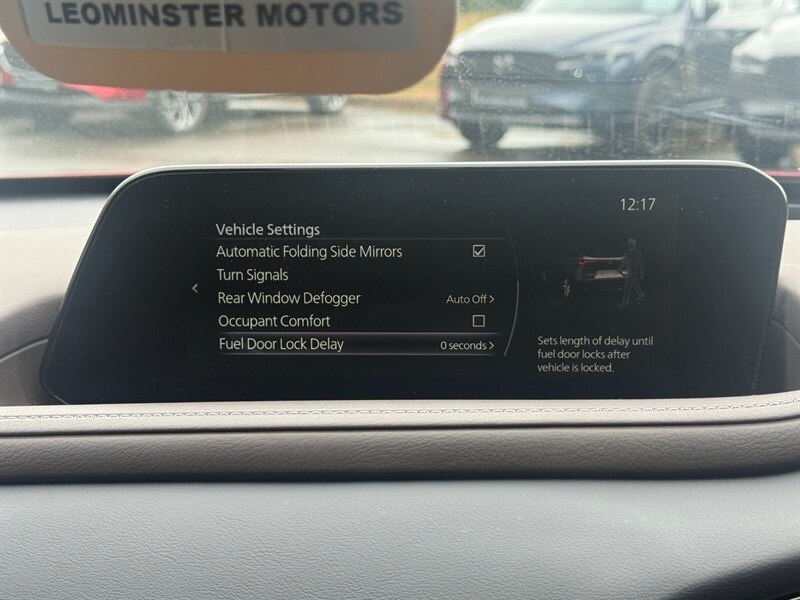 LEOMINSTER MOTORS
12:17
Vehicle Settings
Automatic Folding Side Mirrors
Turn Signals
Rear Window Defogger Auto Off
Occupant Comfort
Fuel Door Lock Delay 0 seconds
Sets length of delay until
fuel door locks after
vehicle is locked.